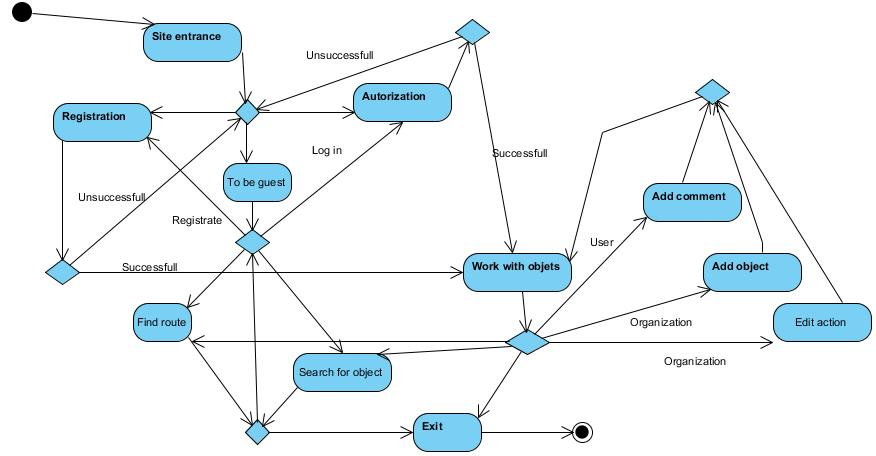 Site entrance
Unsuccessfull
Autorization
Registration
Log in
Successfull
To be guest
Unsuccessfull
Add comment
Registrate
User
Successfull
Work with objets
Add object
Find route
Organization
Edit action
Organization
Search for object
Exit